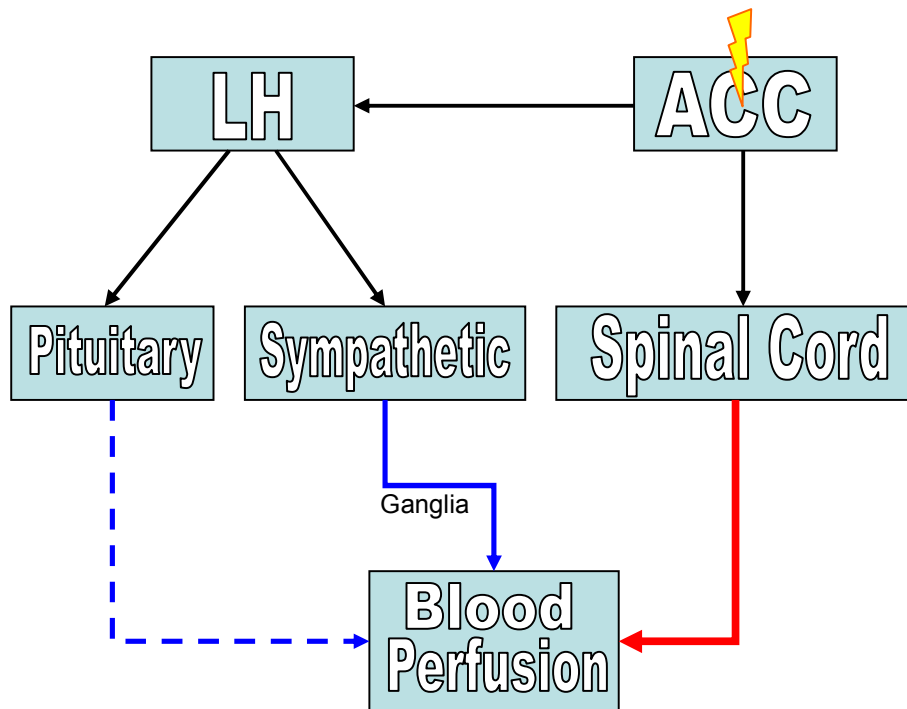 LH
ACC
Pituitary
Sympathetic
Spinal Cord
Ganglia
Blood
Perfusion